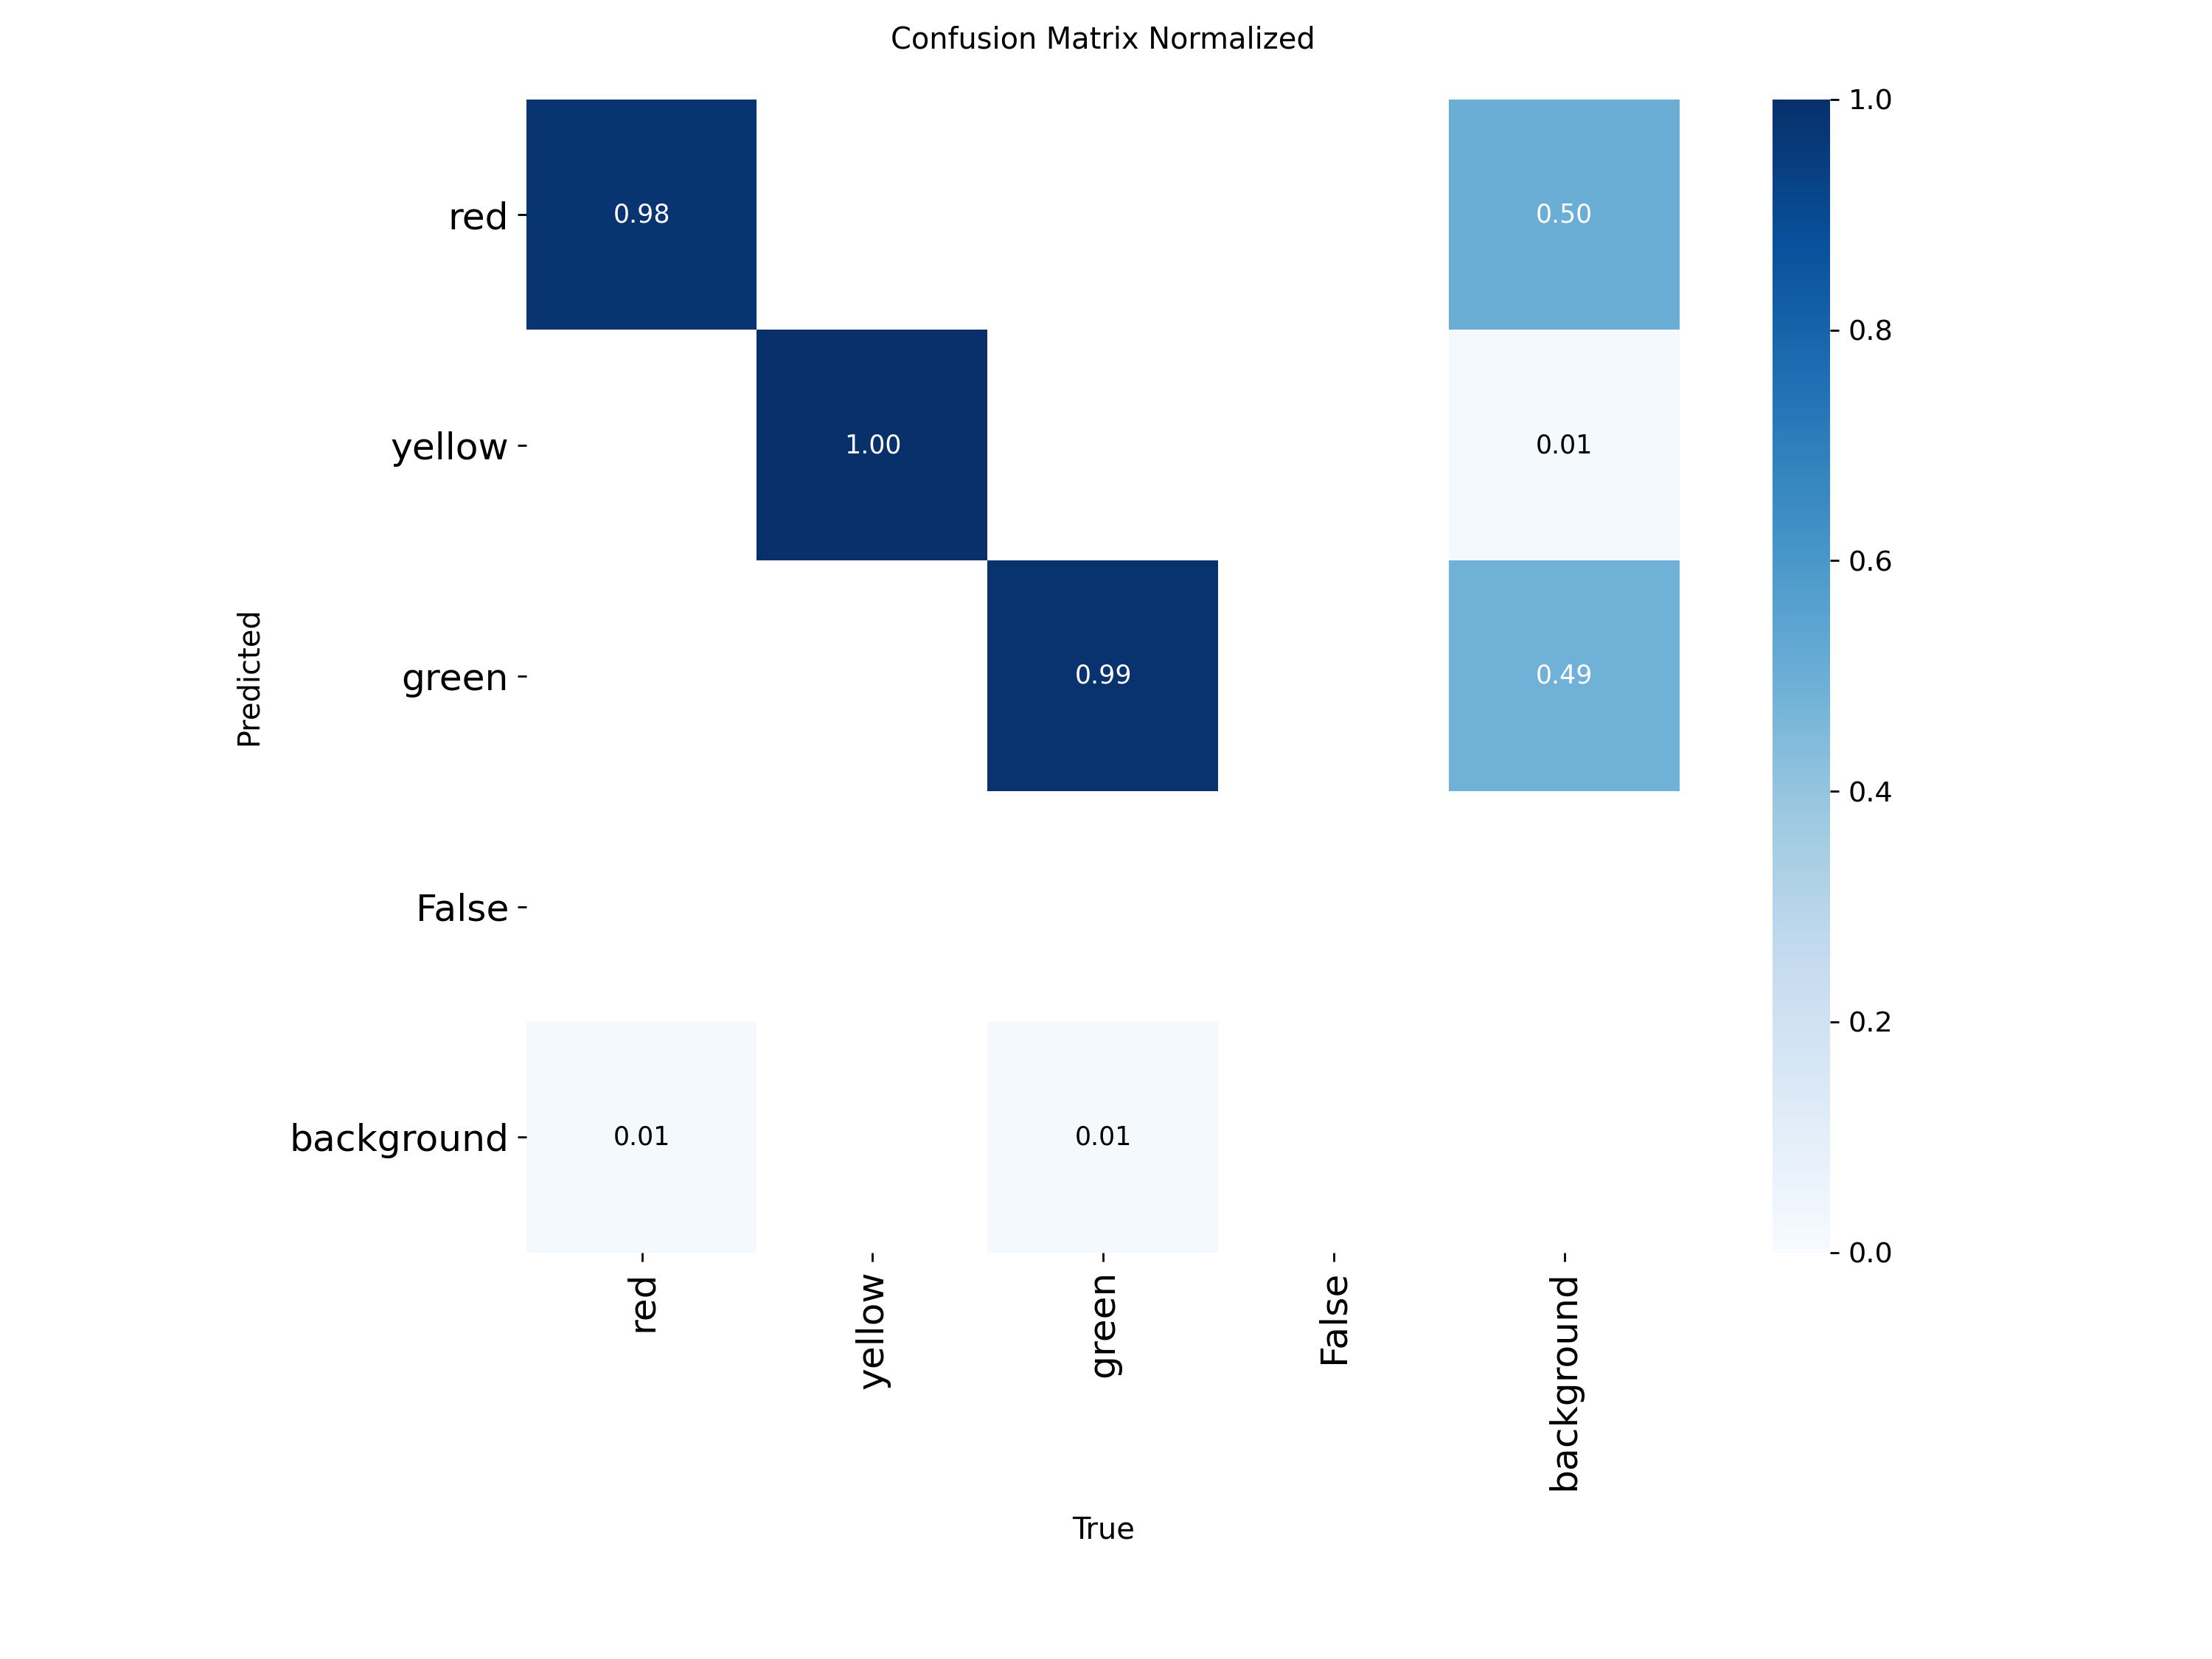 Confusion Matrix Normalized
red
0.98
0.50
yellow
1.00
0.01
green
0.99
0.49
False
background
0.01
0.01
Predicted
red
yellow
green
False
background
True
1.0
0.8
0.6
0.4
0.2
0.0